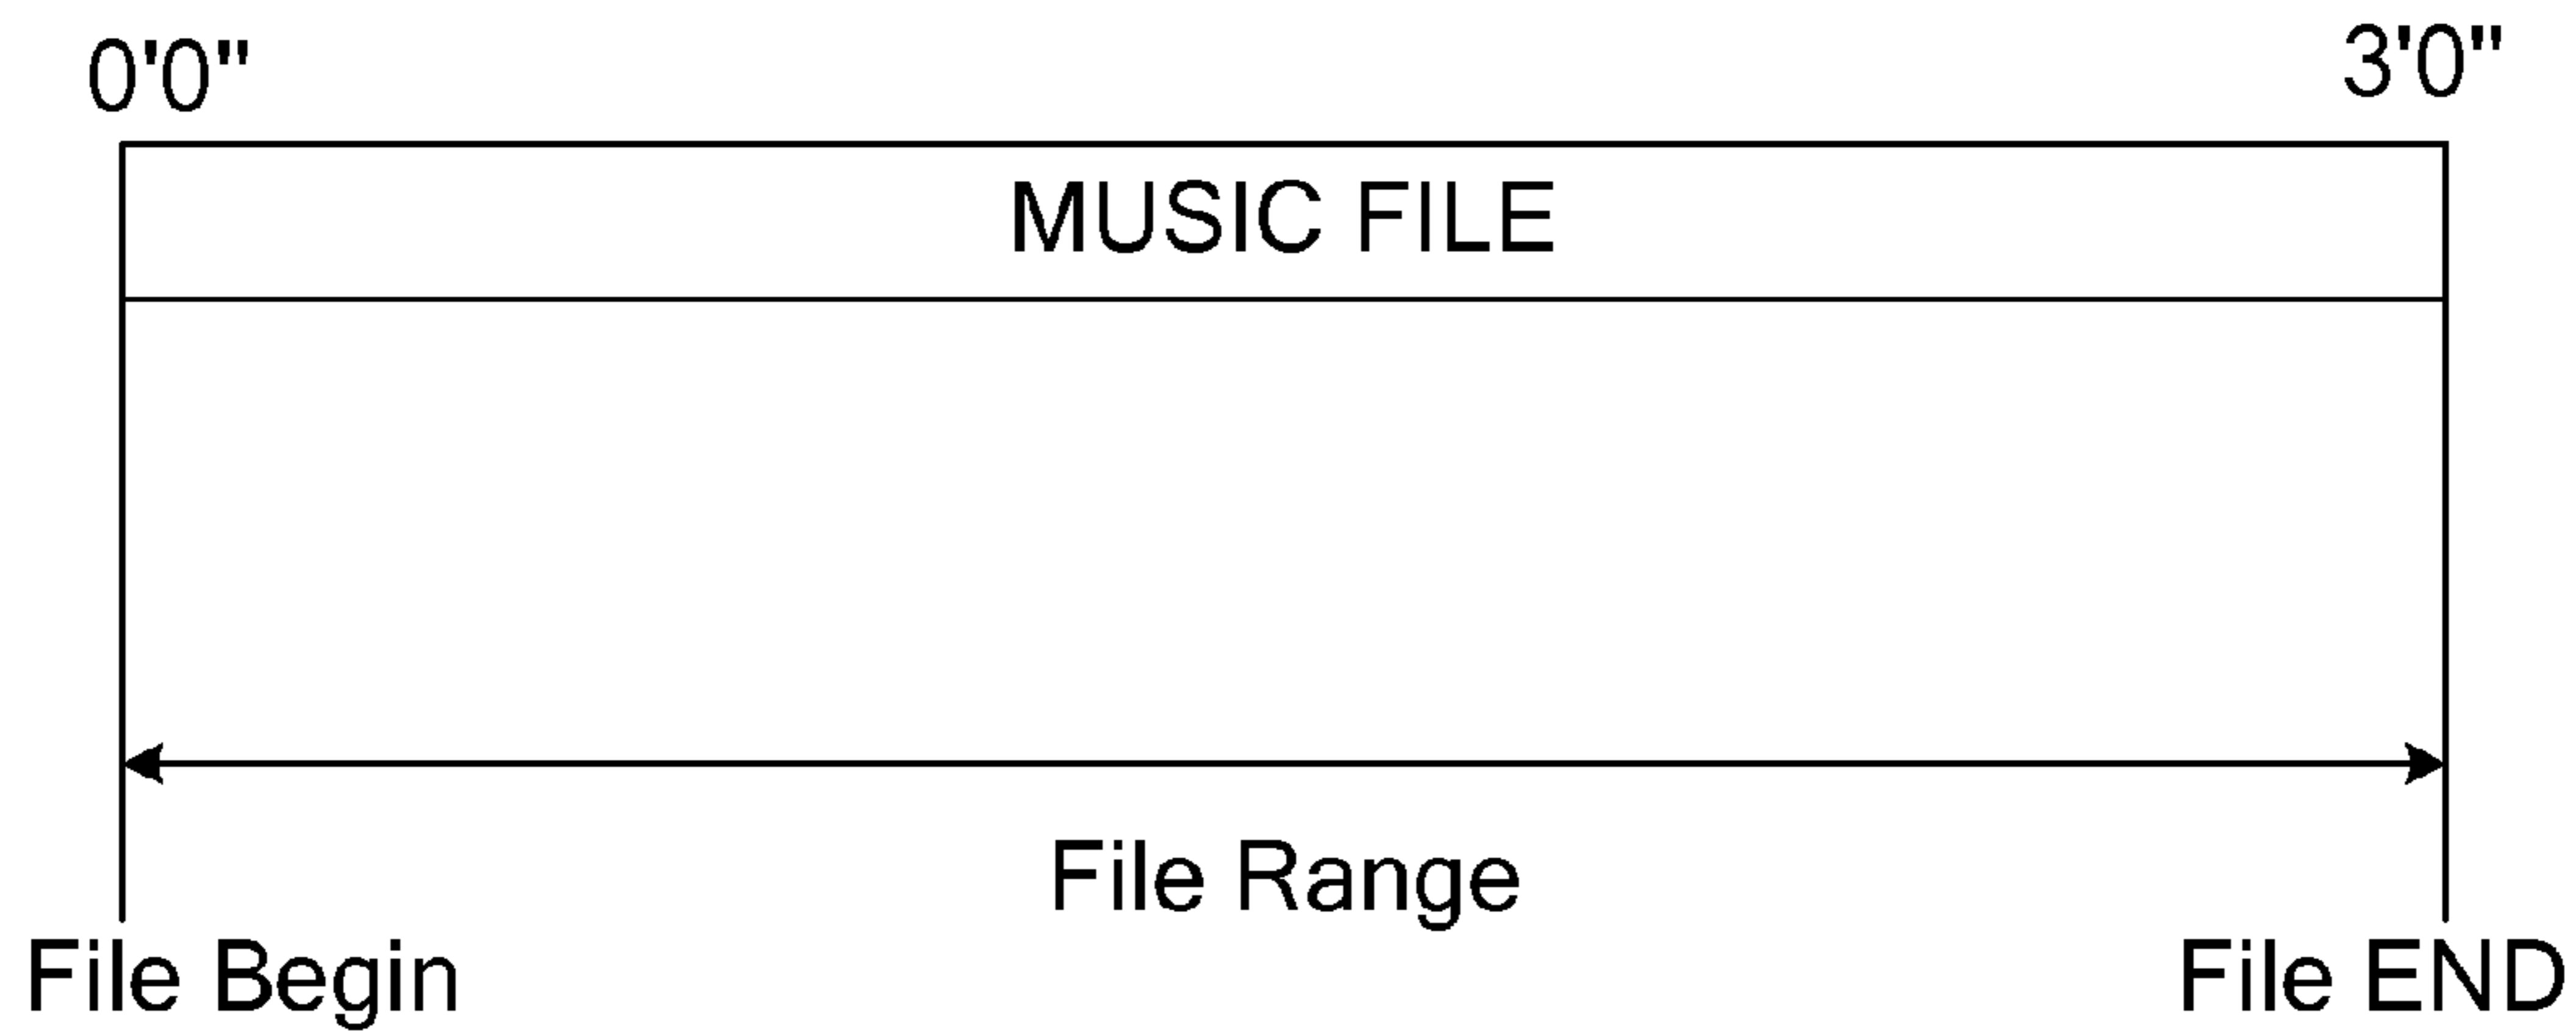 0'0" 3'0"
MUSIC FILE
File Range
File Begin File END